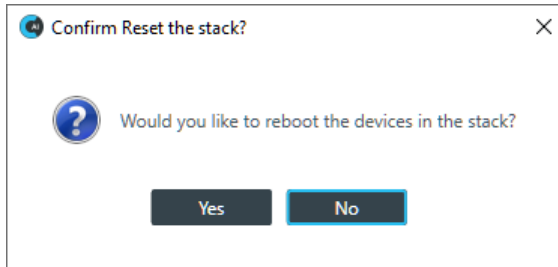 Confirm Reset the stack?
Would you like to reboot the devices in the stack?
Yes
No